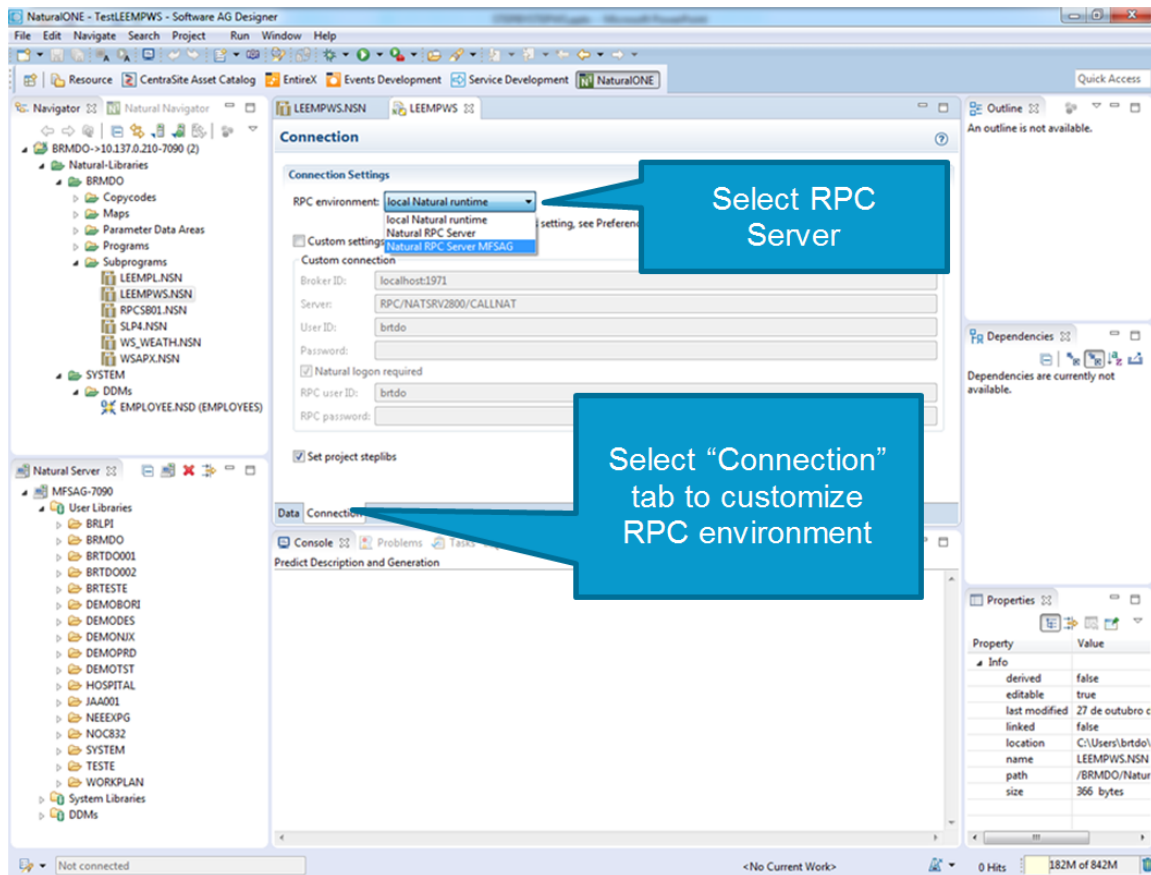 NaturalONE - TestLEEMPWS - Software AG Designer
File Edit Navigate Search Project Run Window Help
Resource CentraSite Asset Catalog EntireX Events Development Service Development NaturalONE Quick Access
Navigator Natural Navigator
BRMDO->10.137.0.210-7090 (2)
Natural-Libraries
BRMDO
Copycodes
Maps
Parameter Data Areas
Programs
Subprograms
LEEMPL.NSN
LEEMPWS.NSN
RPCSB01.NSN
SLP4.NSN
WS_WEATH.NSN
WSAPX.NSN
SYSTEM
DDMs
EMPLOYEE.NSD (EMPLOYEES)
Natural Server
MFSAG-7090
User Libraries
BRLPI
BRMDO
BRTDO001
BRTDO002
BRTESTE
DEMOBORI
DEMODES
DEMONJX
DEMOPRD
DEMOTST
HOSPITAL
JAA001
NEEEXPG
NOC832
SYSTEM
TESTE
WORKPLAN
System Libraries
DDMs
LEEMPWS.NSN LEEMPWS
Connection
Connection Settings
RPC environment: local Natural runtime
local Natural runtime
Natural RPC Server
Natural RPC Server MFSAG
setting, see Preferen
Custom settings
Custom connection
Broker ID: localhost:1971
Server: RPC/NATSRV2800/CALLNAT
User ID: brtdo
Password:
Natural logon required
RPC user ID: brtdo
RPC password:
Set project steplibs
Data Connection
Select RPC
Server
Select “Connection”
tab to customize
RPC environment
Console Problems Tasks
Predict Description and Generation
Outline
An outline is not available.
Dependencies
Dependencies are currently not
available.
Properties
Property Value
Info
derived false
editable true
last modified 27 de outubro c
linked false
location C:\Users\brtdo\
name LEEMPWS.NSN
path /BRMDO/Natur
size 366 bytes
Not connected <No Current Work> 0 Hits 182M of 842M